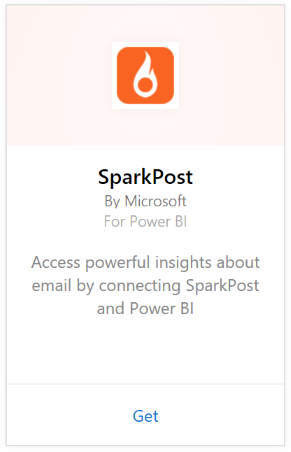 SparkPost
By Microsoft
For Power BI
Access powerful insights about
email by connecting SparkPost
and Power BI
Get